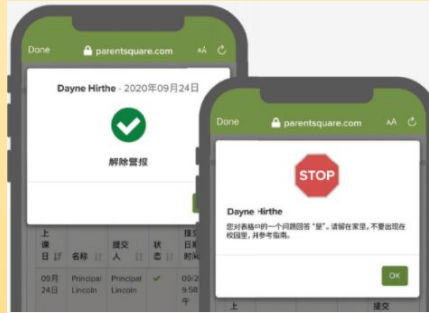 Done
parentsquare.com
AA
Dayne Hirthe - 2020年09月24日
解除警报
上课日
名称
提交人
状态
提交日期
时间
09月24日
Principal Lincoln
Principal Lincoln
09/2
9:58
午
Done
parentsquare.com
AA
STOP
Dayne Hirthe
您对表格中的一个问题回答 "是"。请留在家里，不要出现在
校园里，并参考指南。
OK
上
提交